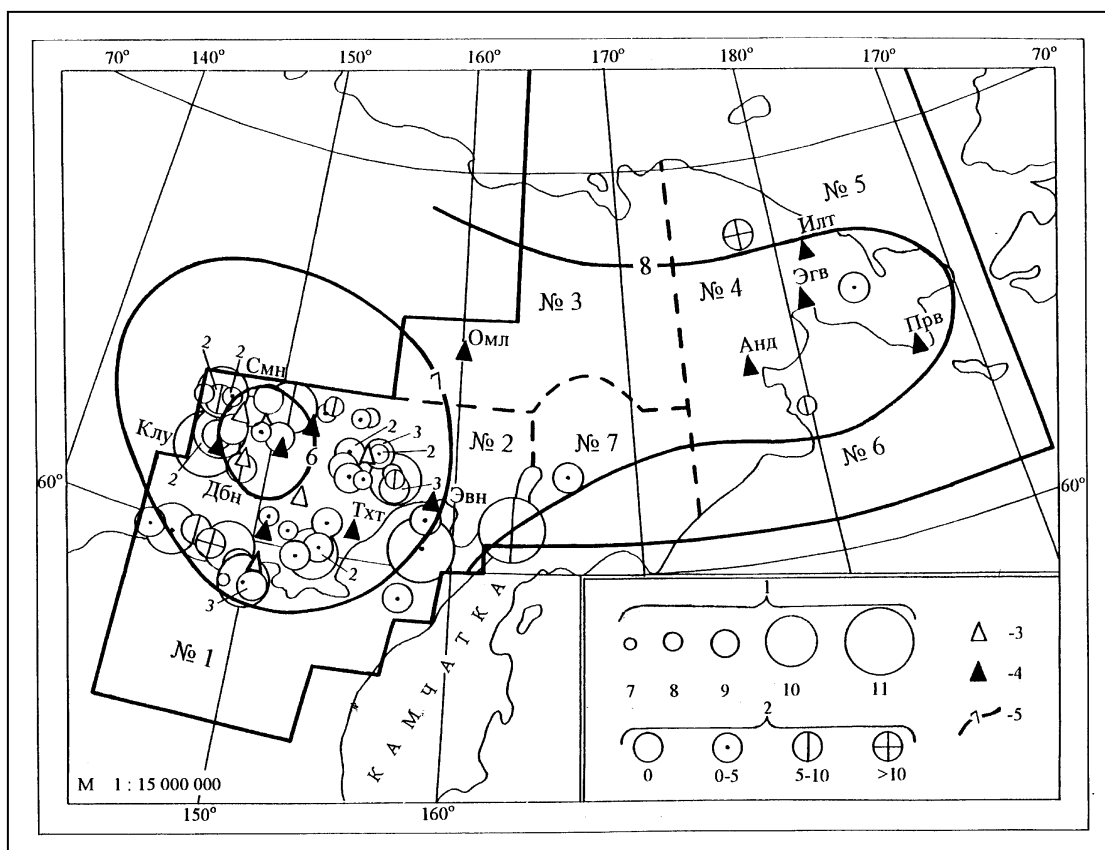 70° 140° 150° 160° 170° 180° 170° 70°
№ 5
Илт
8
Эгв
№ 3
№ 4
Прв
Омл
Анд
2
2
Смн
7
Клу
№ 2
№ 7
2
3
6
2
№ 6
2
3
60°
Дбн
Эвн
60°
Тхт
2
3
№ 1
КАМЧАТКА
1
7 8 9 10 11
-3
-4
2
7 -5
0 0-5 5-10 >10
М 1 : 15 000 000
150° 160°